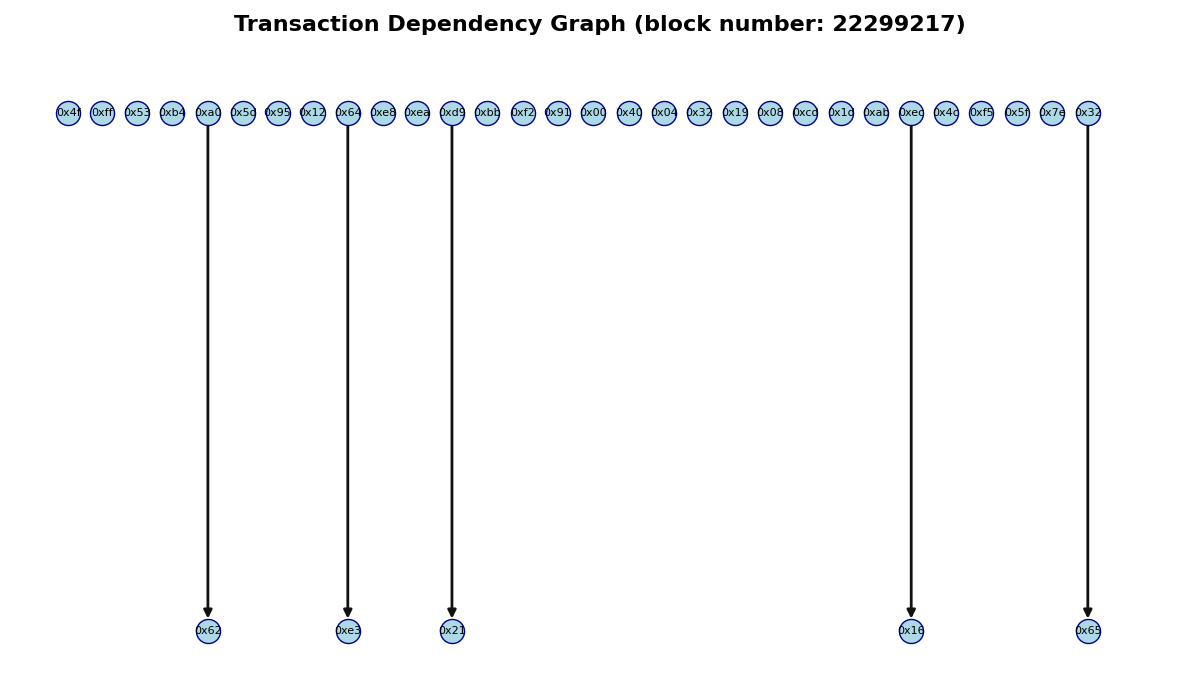 Transaction Dependency Graph (block number: 22299217)
0x4f 0xff 0x53 0xb4 0xa0 0x5d 0x95 0x12 0x64 0xe8 0xea 0xd9 0xbb 0xf2 0x91 0x00 0x40 0x04 0x32 0x19 0x08 0xcd 0x1d 0xab 0xec 0x4c 0xf5 0x5f 0x7e 0x32
0x62 0xe3 0x21 0x16 0x65